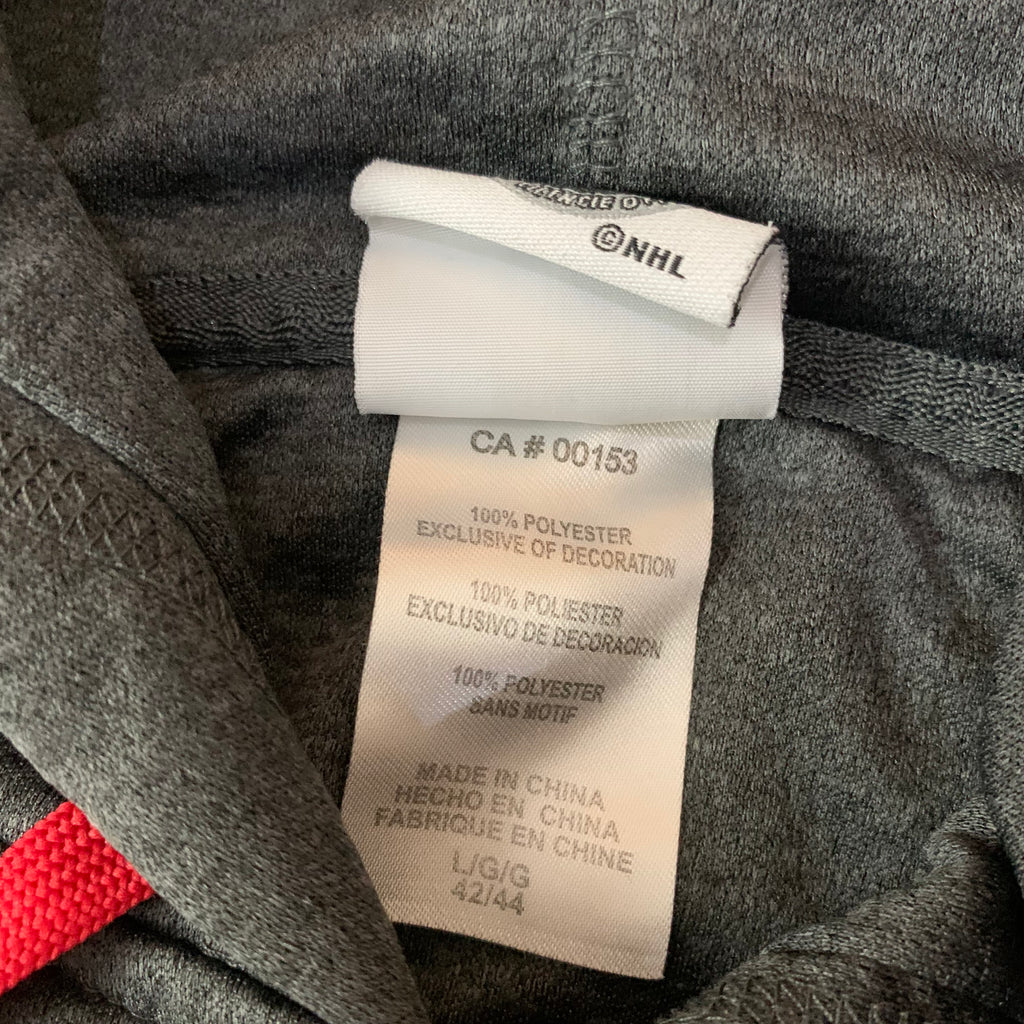 ©NHL
CA # 00153
100% POLYESTER
EXCLUSIVE OF DECORATION
100% POLIESTER
EXCLUSIVO DE DECORACION
100% POLYESTER
SANS MOTIF
MADE IN CHINA
HECHO EN CHINA
FABRIQUE EN CHINE
L/G/G
42/44